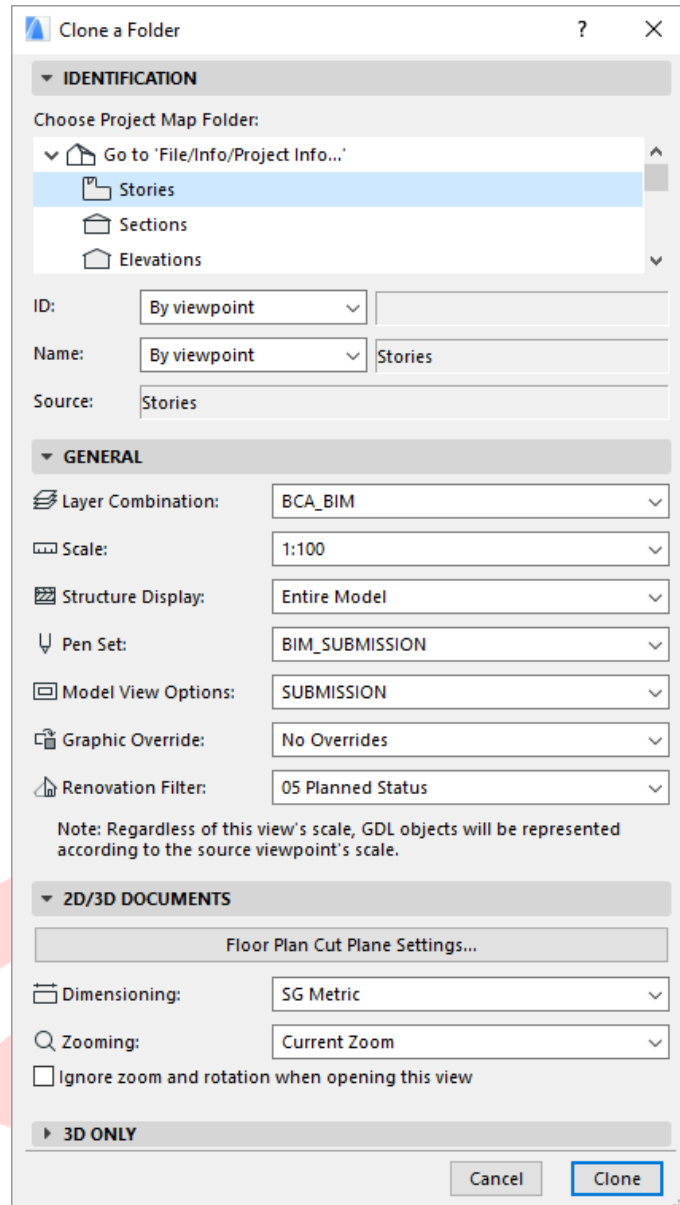 Clone a Folder
?
IDENTIFICATION
Choose Project Map Folder:
Go to 'File/Info/Project Info...'
Stories
Sections
Elevations
ID: By viewpoint
Name: By viewpoint Stories
Source: Stories
GENERAL
Layer Combination: BCA_BIM
Scale: 1:100
Structure Display: Entire Model
Pen Set: BIM_SUBMISSION
Model View Options: SUBMISSION
Graphic Override: No Overrides
Renovation Filter: 05 Planned Status
Note: Regardless of this view's scale, GDL objects will be represented
according to the source viewpoint's scale.
2D/3D DOCUMENTS
Floor Plan Cut Plane Settings...
Dimensioning: SG Metric
Zooming: Current Zoom
Ignore zoom and rotation when opening this view
3D ONLY
Cancel Clone